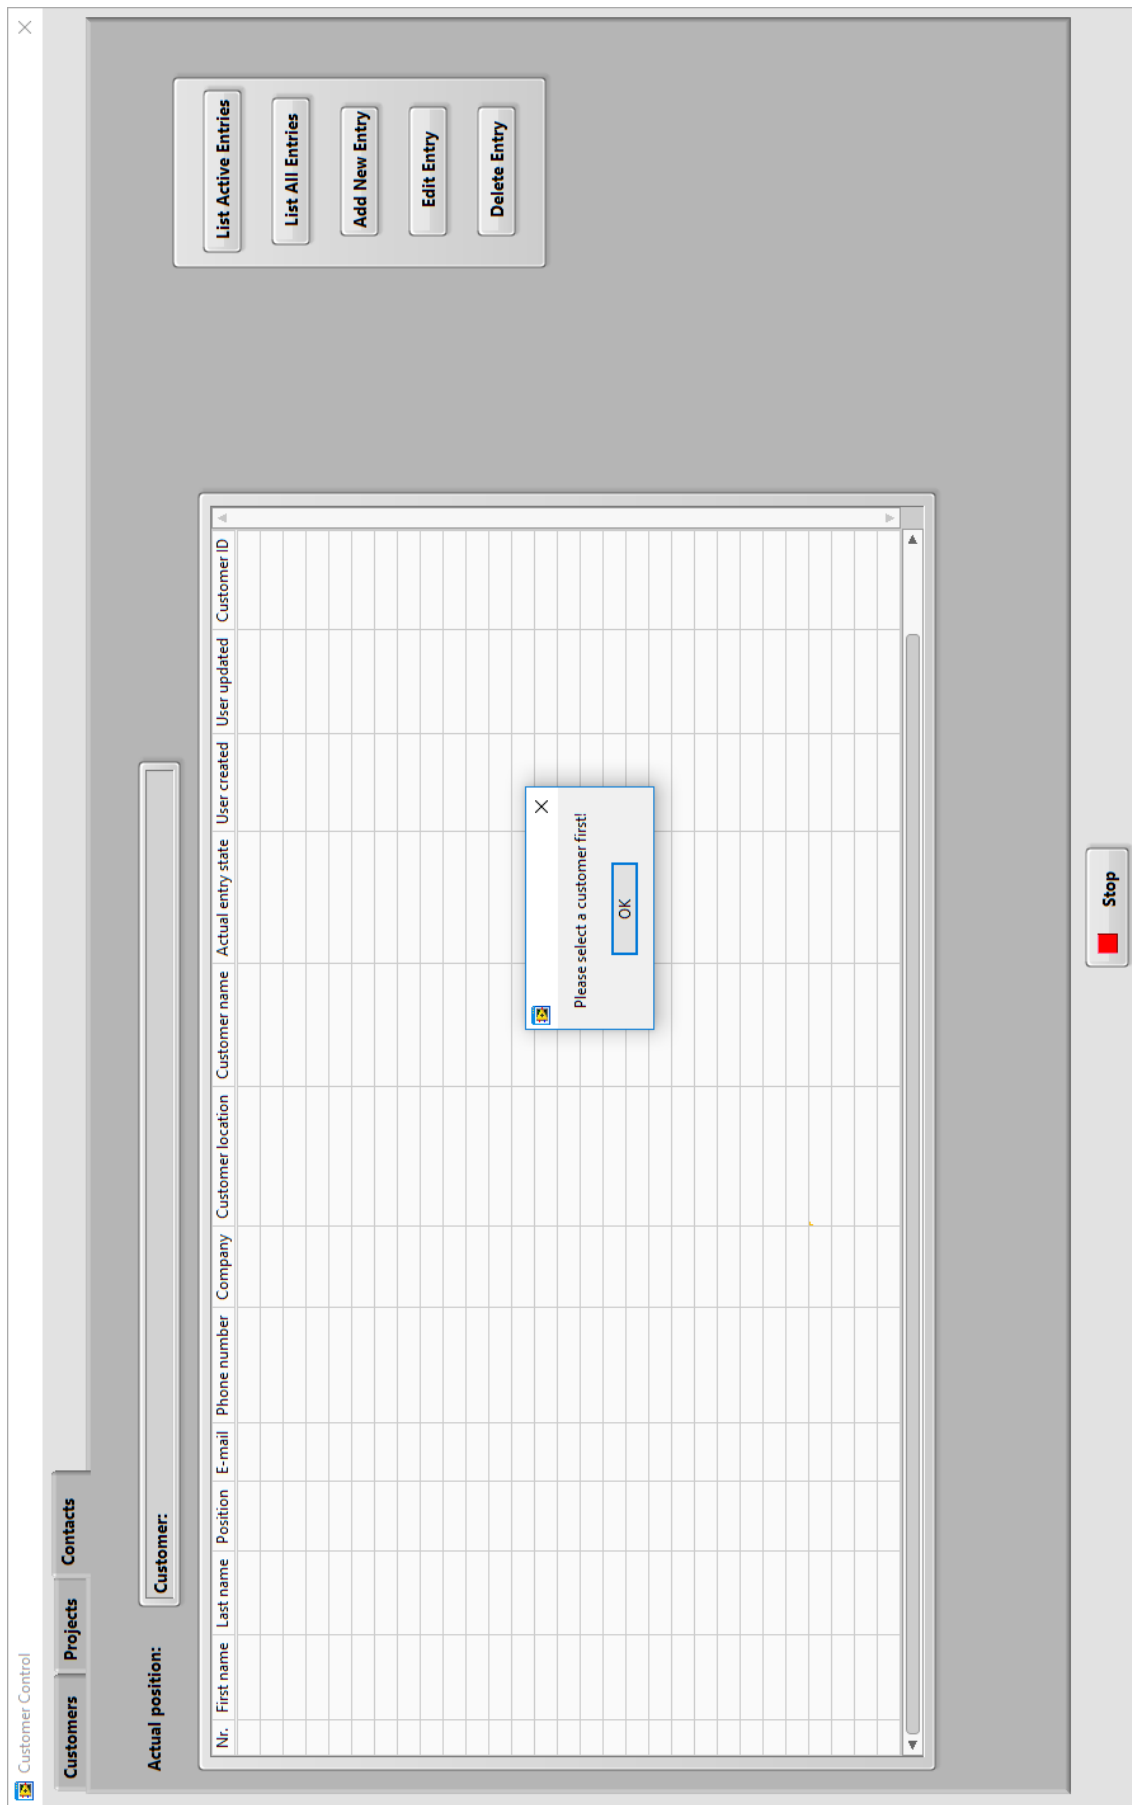 Customer Control
Customers Projects Contacts
Actual position: Customer:
Nr. First name Last name Position E-mail Phone number Company Customer location Customer name Actual entry state User created User updated Customer ID
List Active Entries
List All Entries
Add New Entry
Edit Entry
Delete Entry
Please select a customer first!
OK
Stop